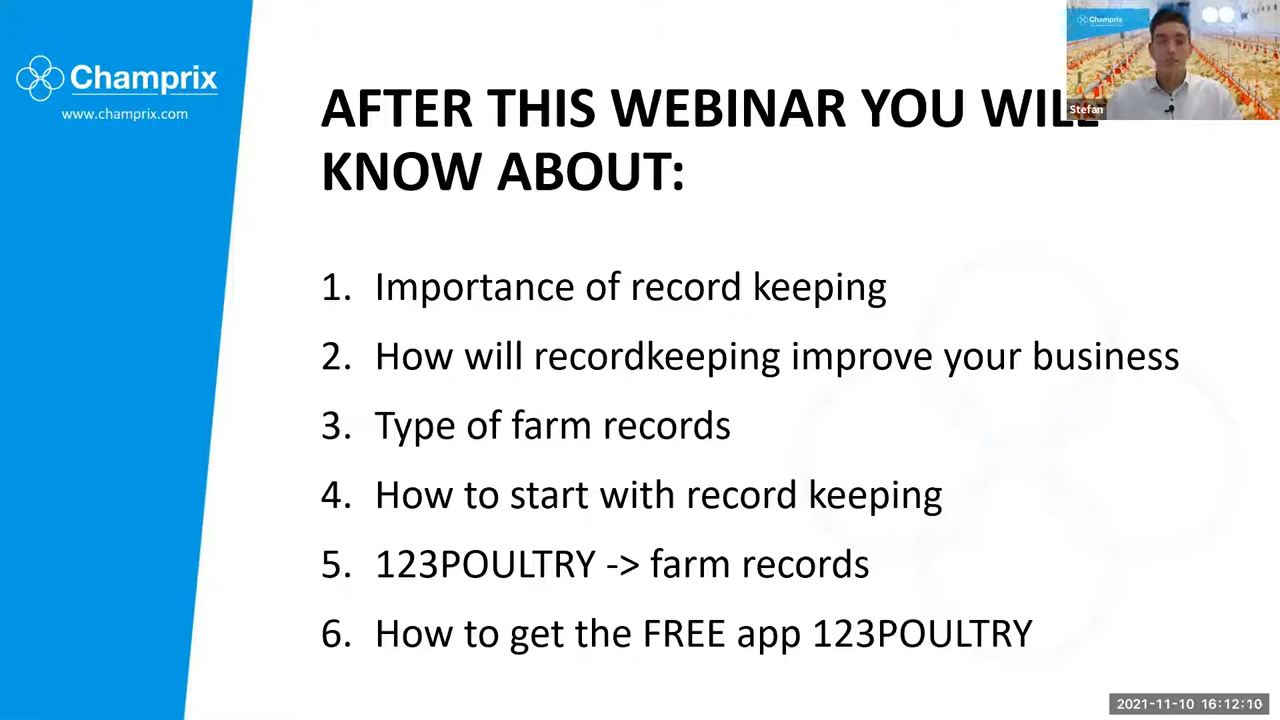 Champrix
www.champrix.com
AFTER THIS WEBINAR YOU WILL
KNOW ABOUT:
Champrix
Stefan
1. Importance of record keeping
2. How will recordkeeping improve your business
3. Type of farm records
4. How to start with record keeping
5. 123POULTRY -> farm records
6. How to get the FREE app 123POULTRY
2021-11-10 16:12:10